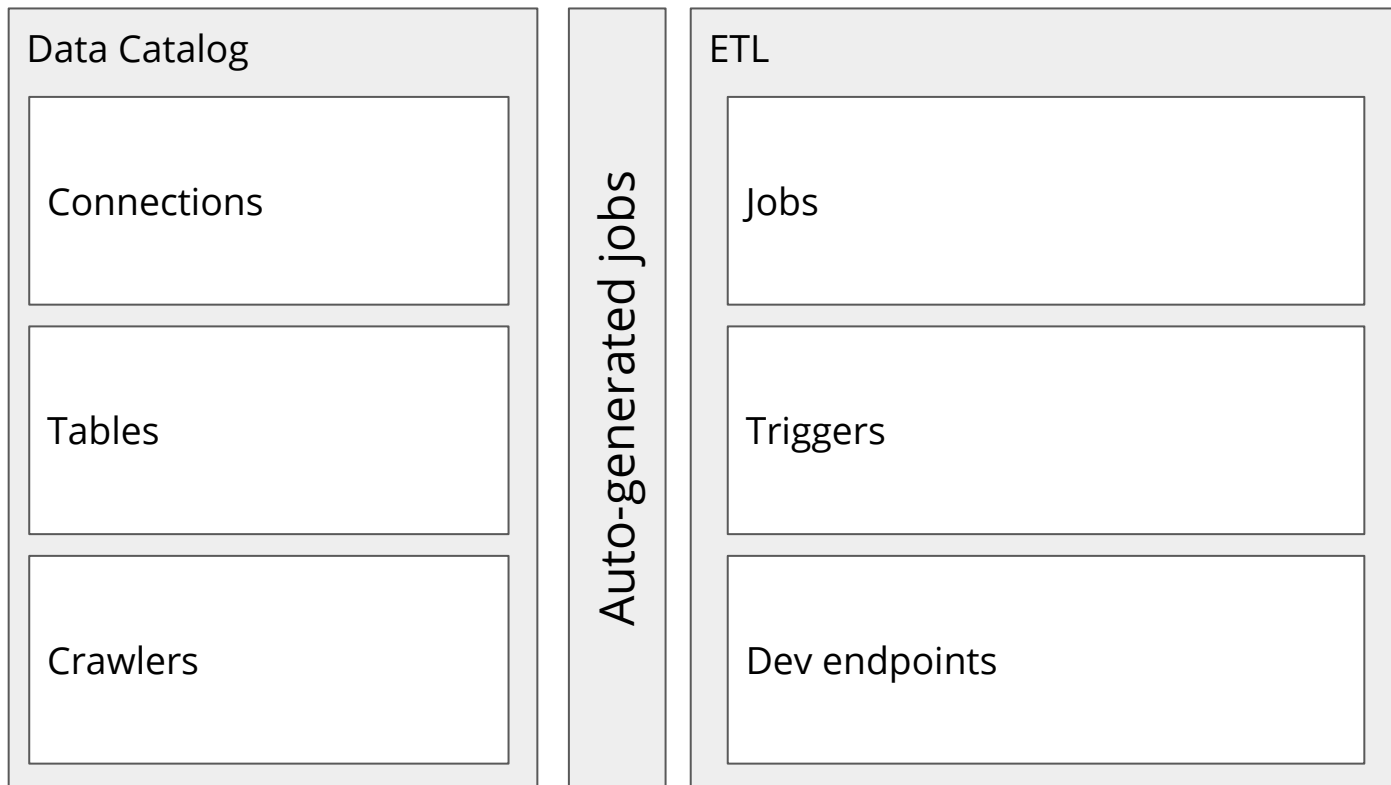 Data Catalog
Connections
Tables
Crawlers
Auto-generated jobs
ETL
Jobs
Triggers
Dev endpoints